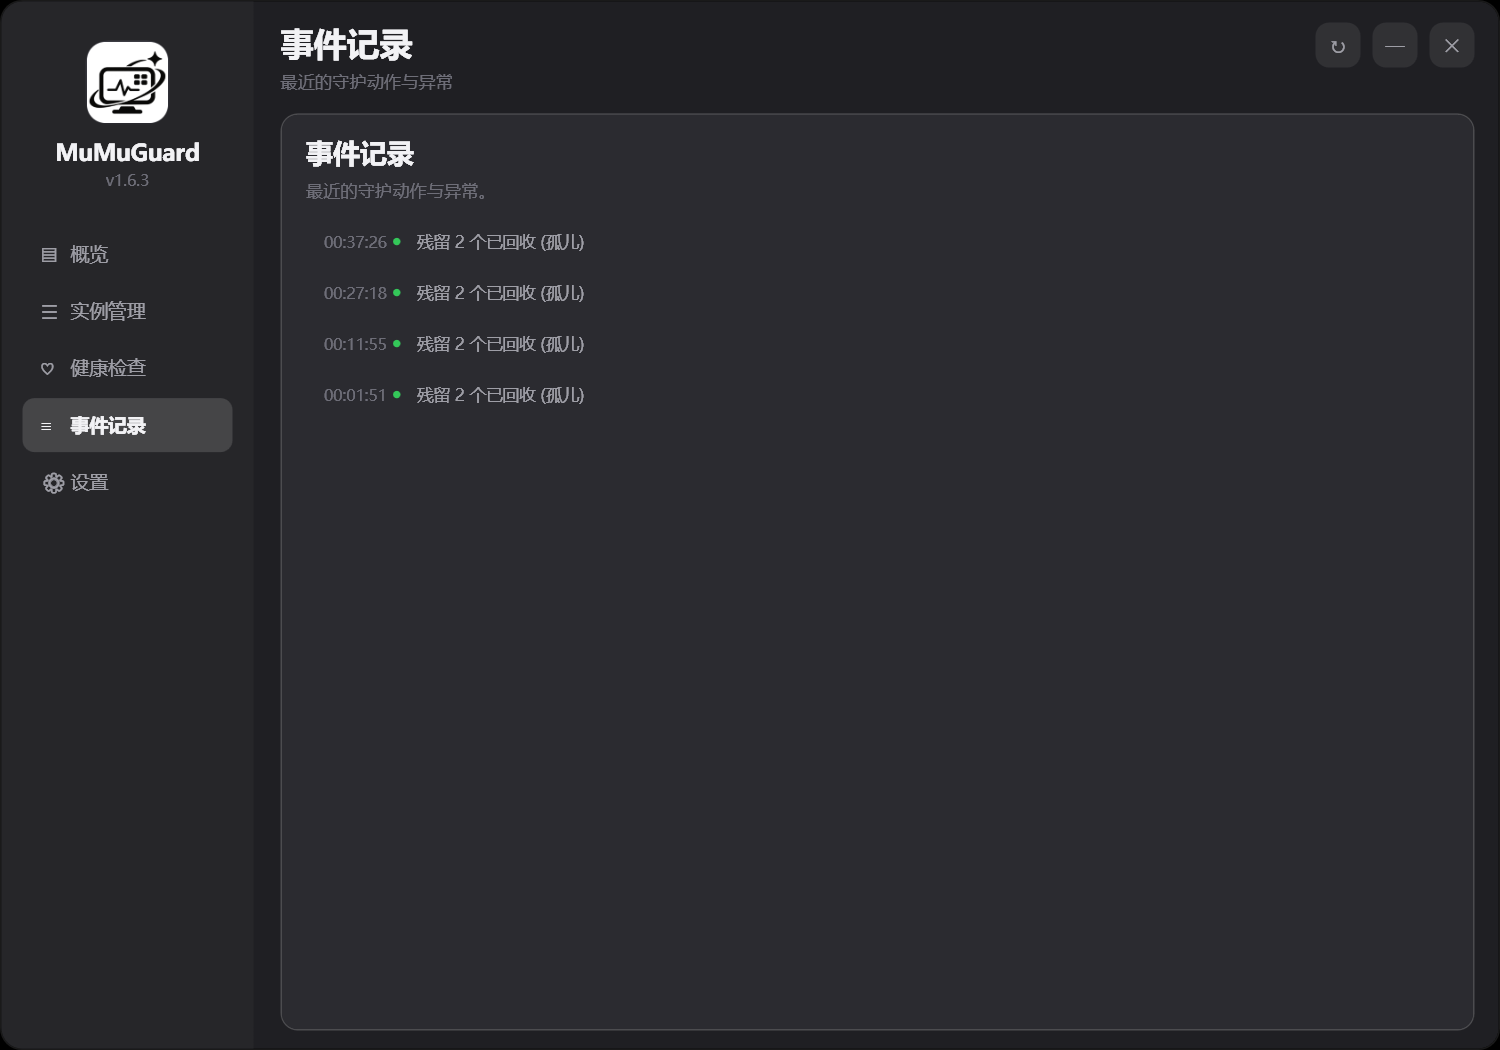 MuMuGuard
v1.6.3
概览
实例管理
健康检查
事件记录
设置
事件记录
最近的守护动作与异常
事件记录
最近的守护动作与异常。
00:37:26 残留 2 个已回收 (孤儿)
00:27:18 残留 2 个已回收 (孤儿)
00:11:55 残留 2 个已回收 (孤儿)
00:01:51 残留 2 个已回收 (孤儿)